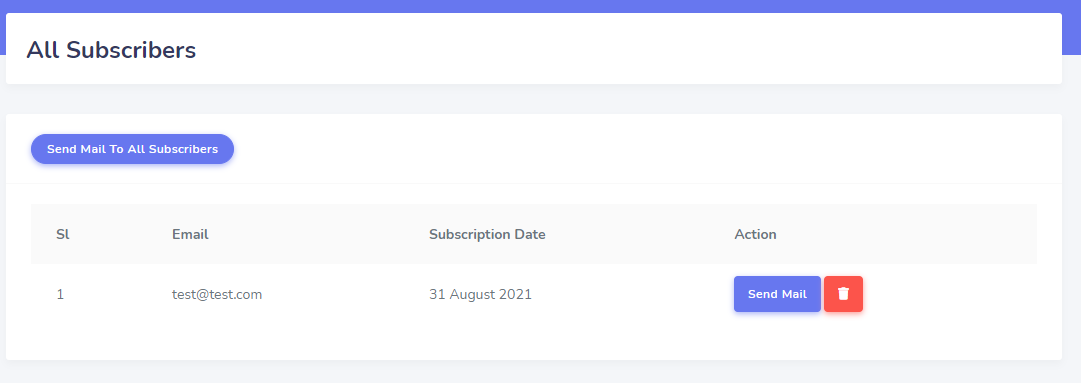 All Subscribers
Send Mail To All Subscribers
Sl Email Subscription Date Action
1 test@test.com 31 August 2021 Send Mail